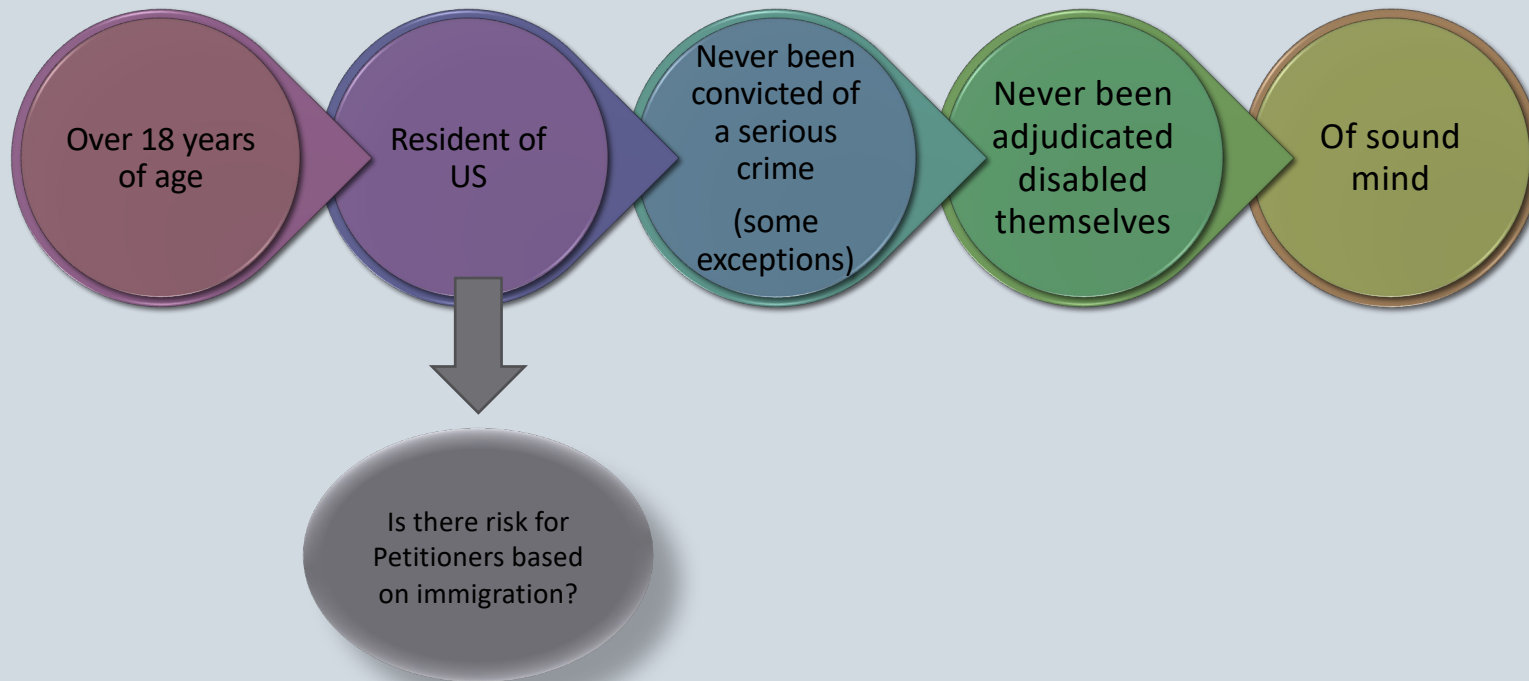 Over 18 years
of age
Resident of
US
Never been
convicted of
a serious
crime
(some
exceptions)
Never been
adjudicated
disabled
themselves
Of sound
mind
Is there risk for
Petitioners based
on immigration?